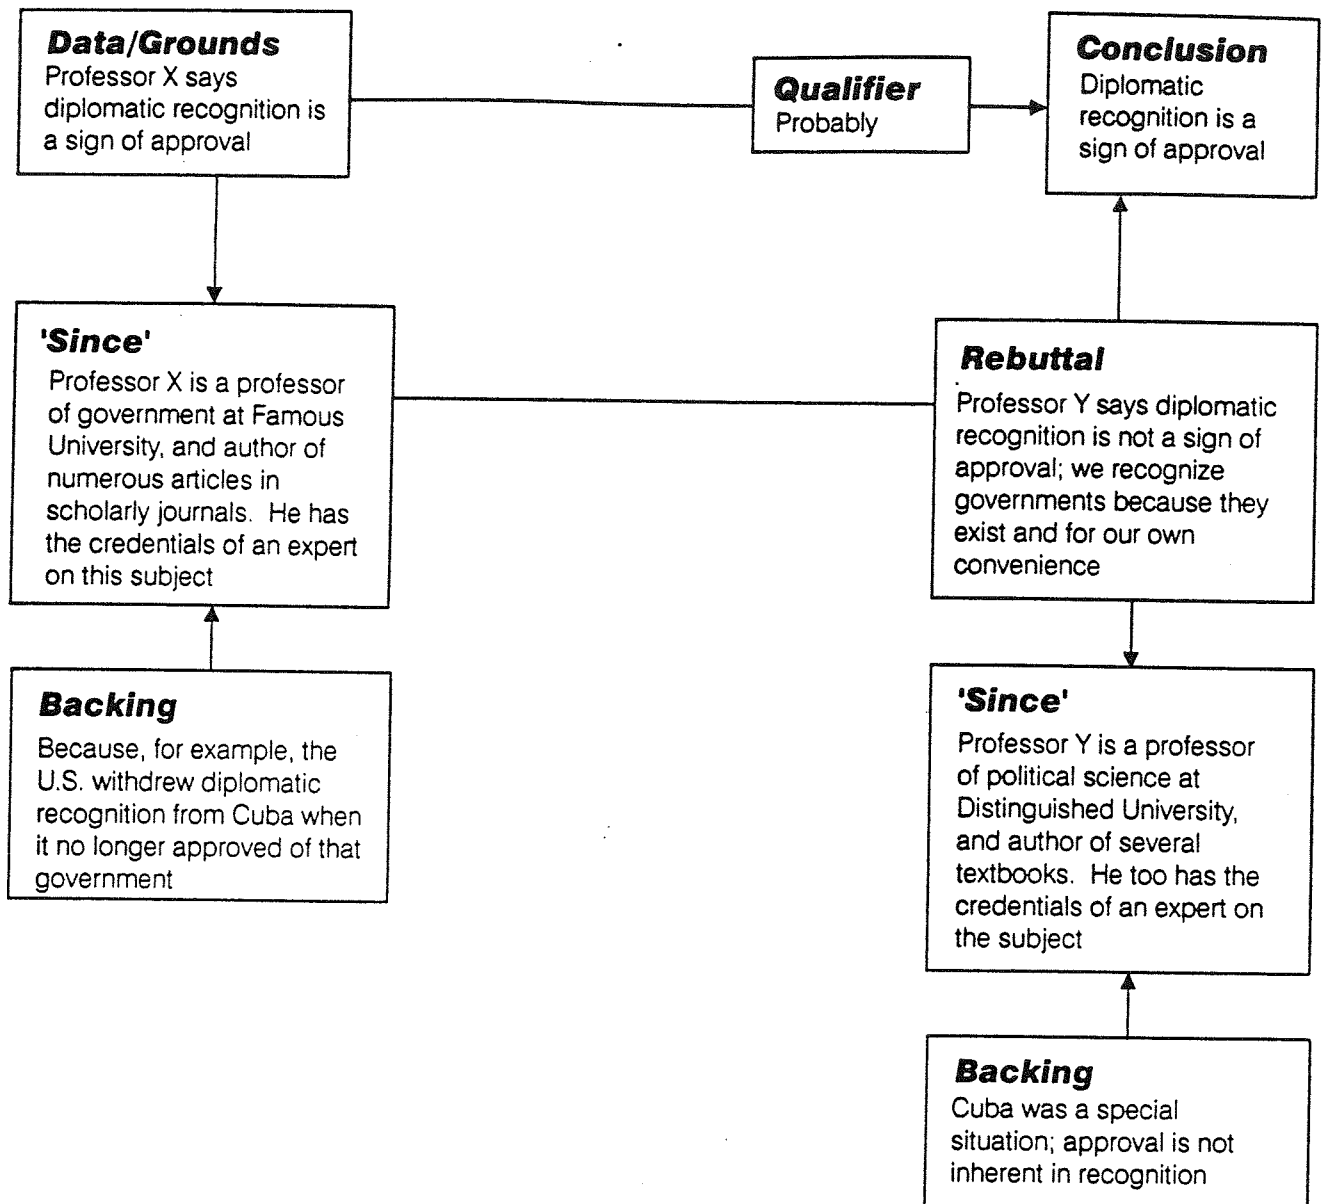 Data/Grounds
Professor X says
diplomatic recognition is
a sign of approval
Qualifier
Probably
Conclusion
Diplomatic
recognition is a
sign of approval
'Since'
Professor X is a professor
of government at Famous
University, and author of
numerous articles in
scholarly journals. He has
the credentials of an expert
on this subject
Rebuttal
Professor Y says diplomatic
recognition is not a sign of
approval; we recognize
governments because they
exist and for our own
convenience
Backing
Because, for example, the
U.S. withdrew diplomatic
recognition from Cuba when
it no longer approved of that
government
'Since'
Professor Y is a professor
of political science at
Distinguished University,
and author of several
textbooks. He too has the
credentials of an expert on
the subject
Backing
Cuba was a special
situation; approval is not
inherent in recognition